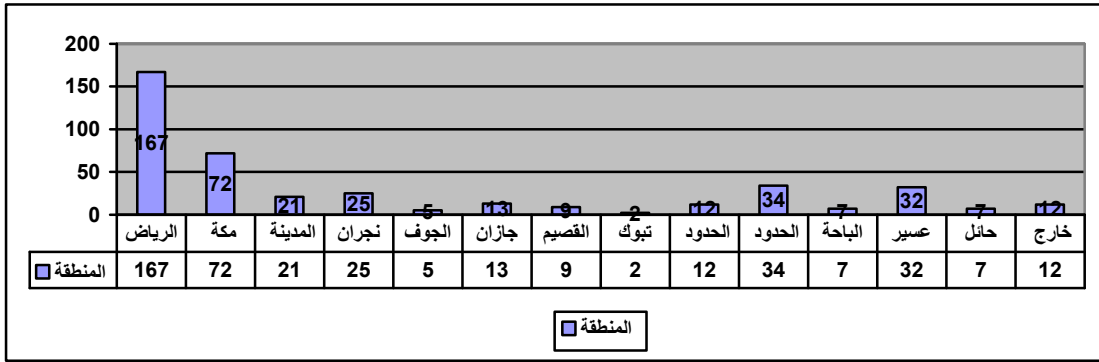 200
150
100
50
0
167 72 21 25 5 13 9 2 12 34 7 32 7 12
الرياض مكة المدينة نجران الجوف جازان القصيم تبوك الحدود الحدود الباحة عسير حائل خارج
المنطقة 167 72 21 25 5 13 9 2 12 34 7 32 7 12
المنطقة